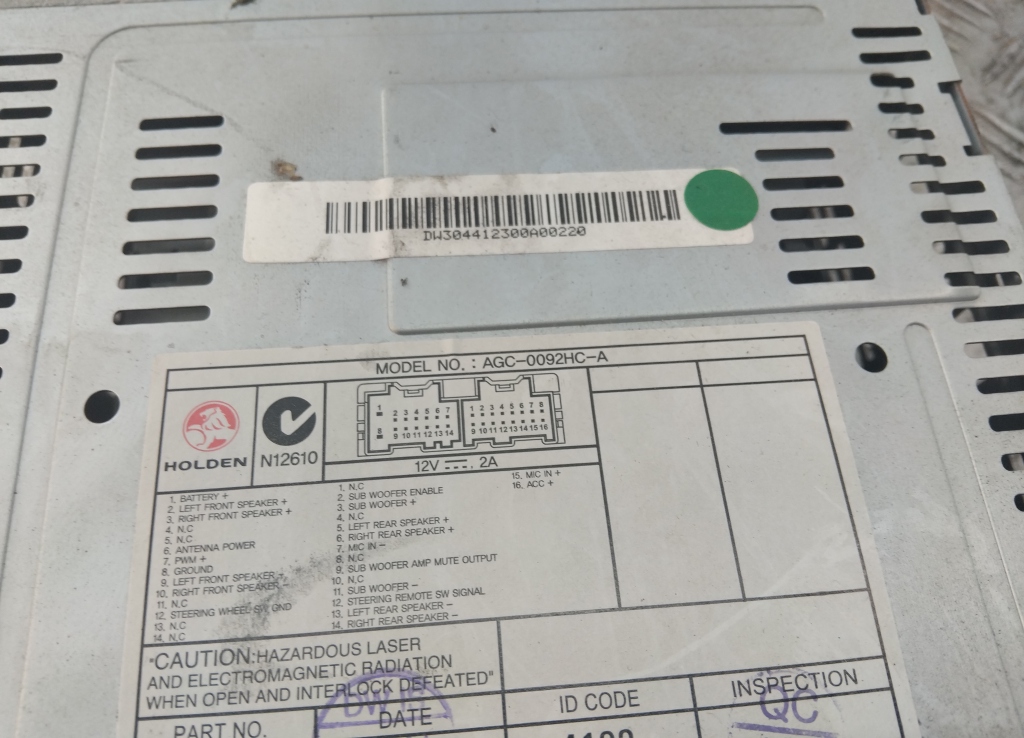 DW304412300A00220
MODEL NO. : AGC-0092HC-A
HOLDEN
N12610
1 2 3 4 5 6 7 1 2 3 4 5 6 7 8
8 9 10 11 12 13 14 9 10 11 12 13 14 15 16
12V 2A
1. BATTERY +
2. LEFT FRONT SPEAKER +
3. RIGHT FRONT SPEAKER +
4. N.C
5. N.C
6. ANTENNA POWER
7. PWM +
8. GROUND
9. LEFT FRONT SPEAKER -
10. RIGHT FRONT SPEAKER -
11. N.C
12. STEERING WHEEL SW GND
13. N.C
14. N.C
1. N.C
2. SUB WOOFER ENABLE
3. SUB WOOFER +
4. N.C
5. LEFT REAR SPEAKER +
6. RIGHT REAR SPEAKER +
7. MIC IN -
8. N.C
9. SUB WOOFER AMP MUTE OUTPUT
10. N.C
11. SUB WOOFER -
12. STEERING REMOTE SW SIGNAL
13. LEFT REAR SPEAKER -
14. RIGHT REAR SPEAKER -
15. MIC IN +
16. ACC +
"CAUTION:HAZARDOUS LASER
AND ELECTROMAGNETIC RADIATION
WHEN OPEN AND INTERLOCK DEFEATED"
PART NO.
DATE
ID CODE
INSPECTION
QC